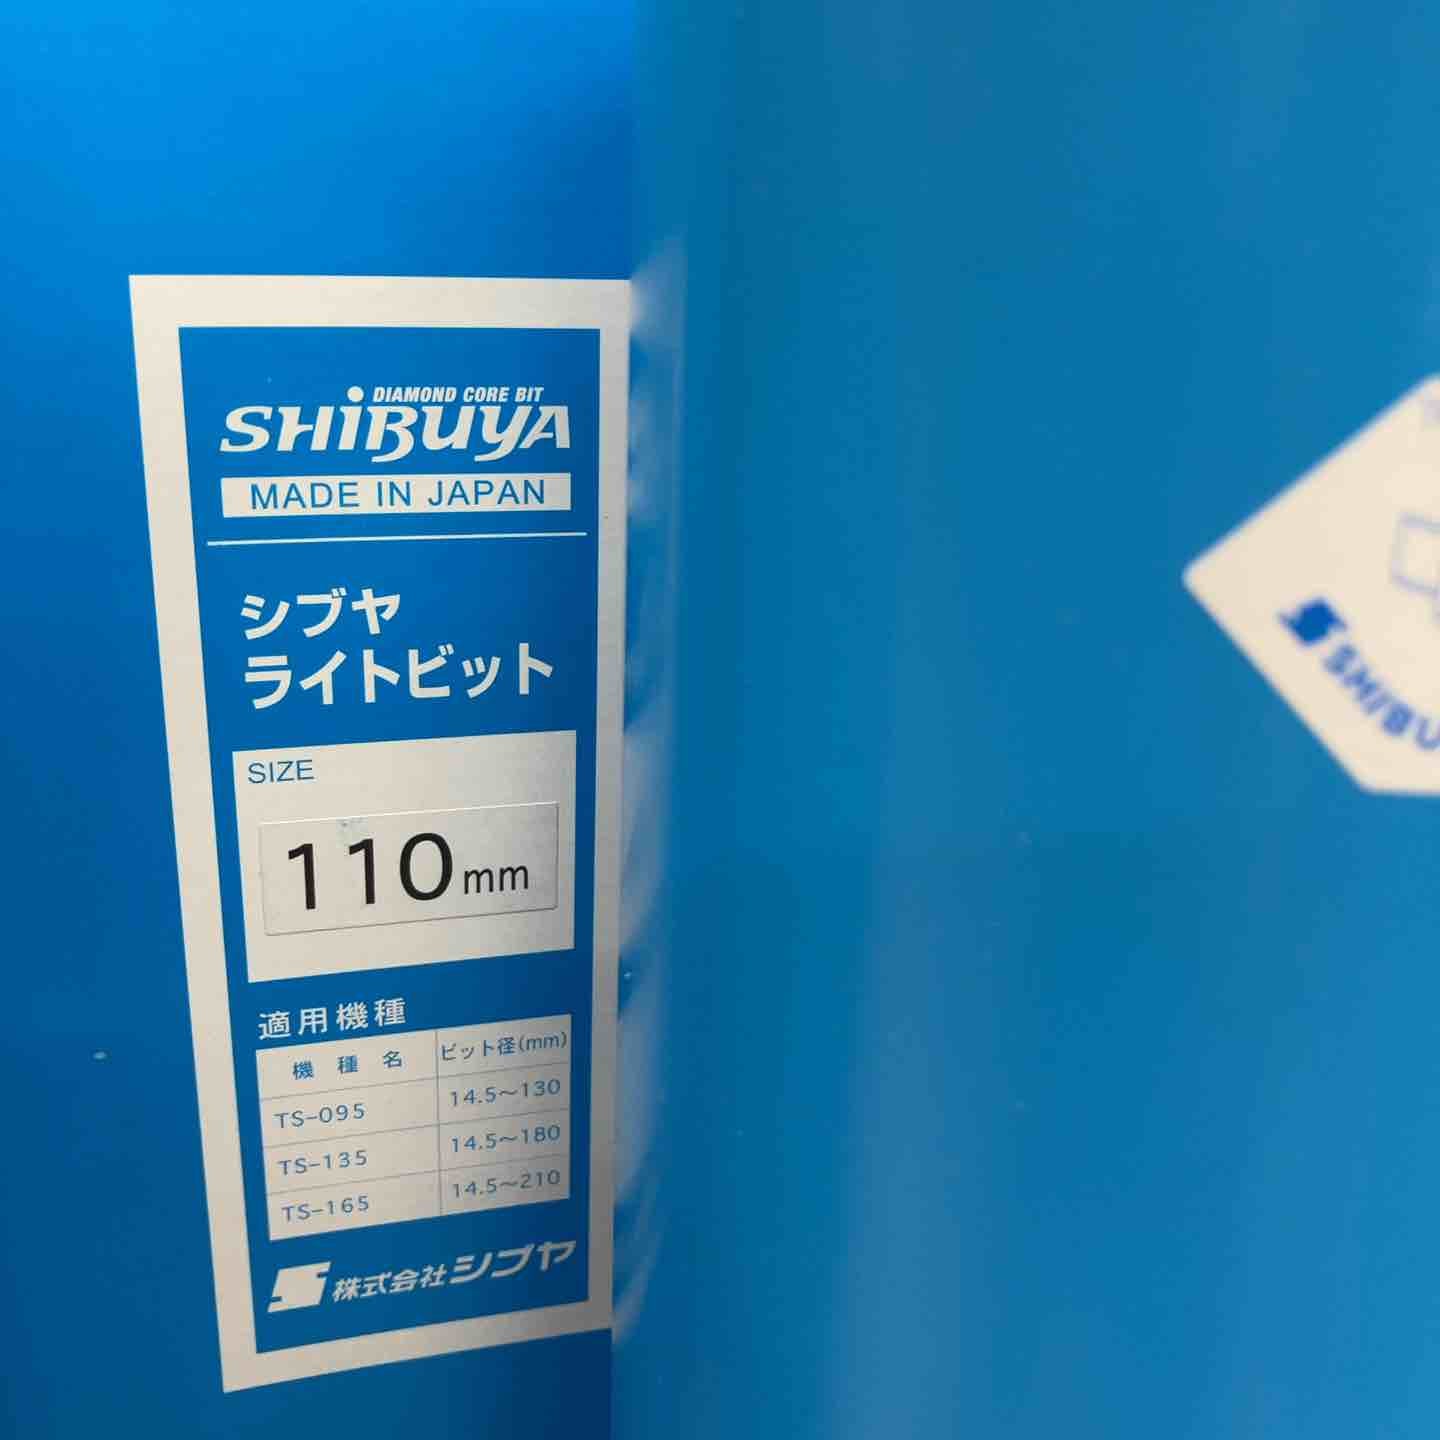 DIAMOND CORE BIT
SHiBUYA
MADE IN JAPAN
シブヤ
ライトビット
SIZE
110mm
適用機種
機種名 ビット径(mm)
TS-095 14.5〜130
TS-135 14.5〜180
TS-165 14.5〜210
株式会社シブヤ